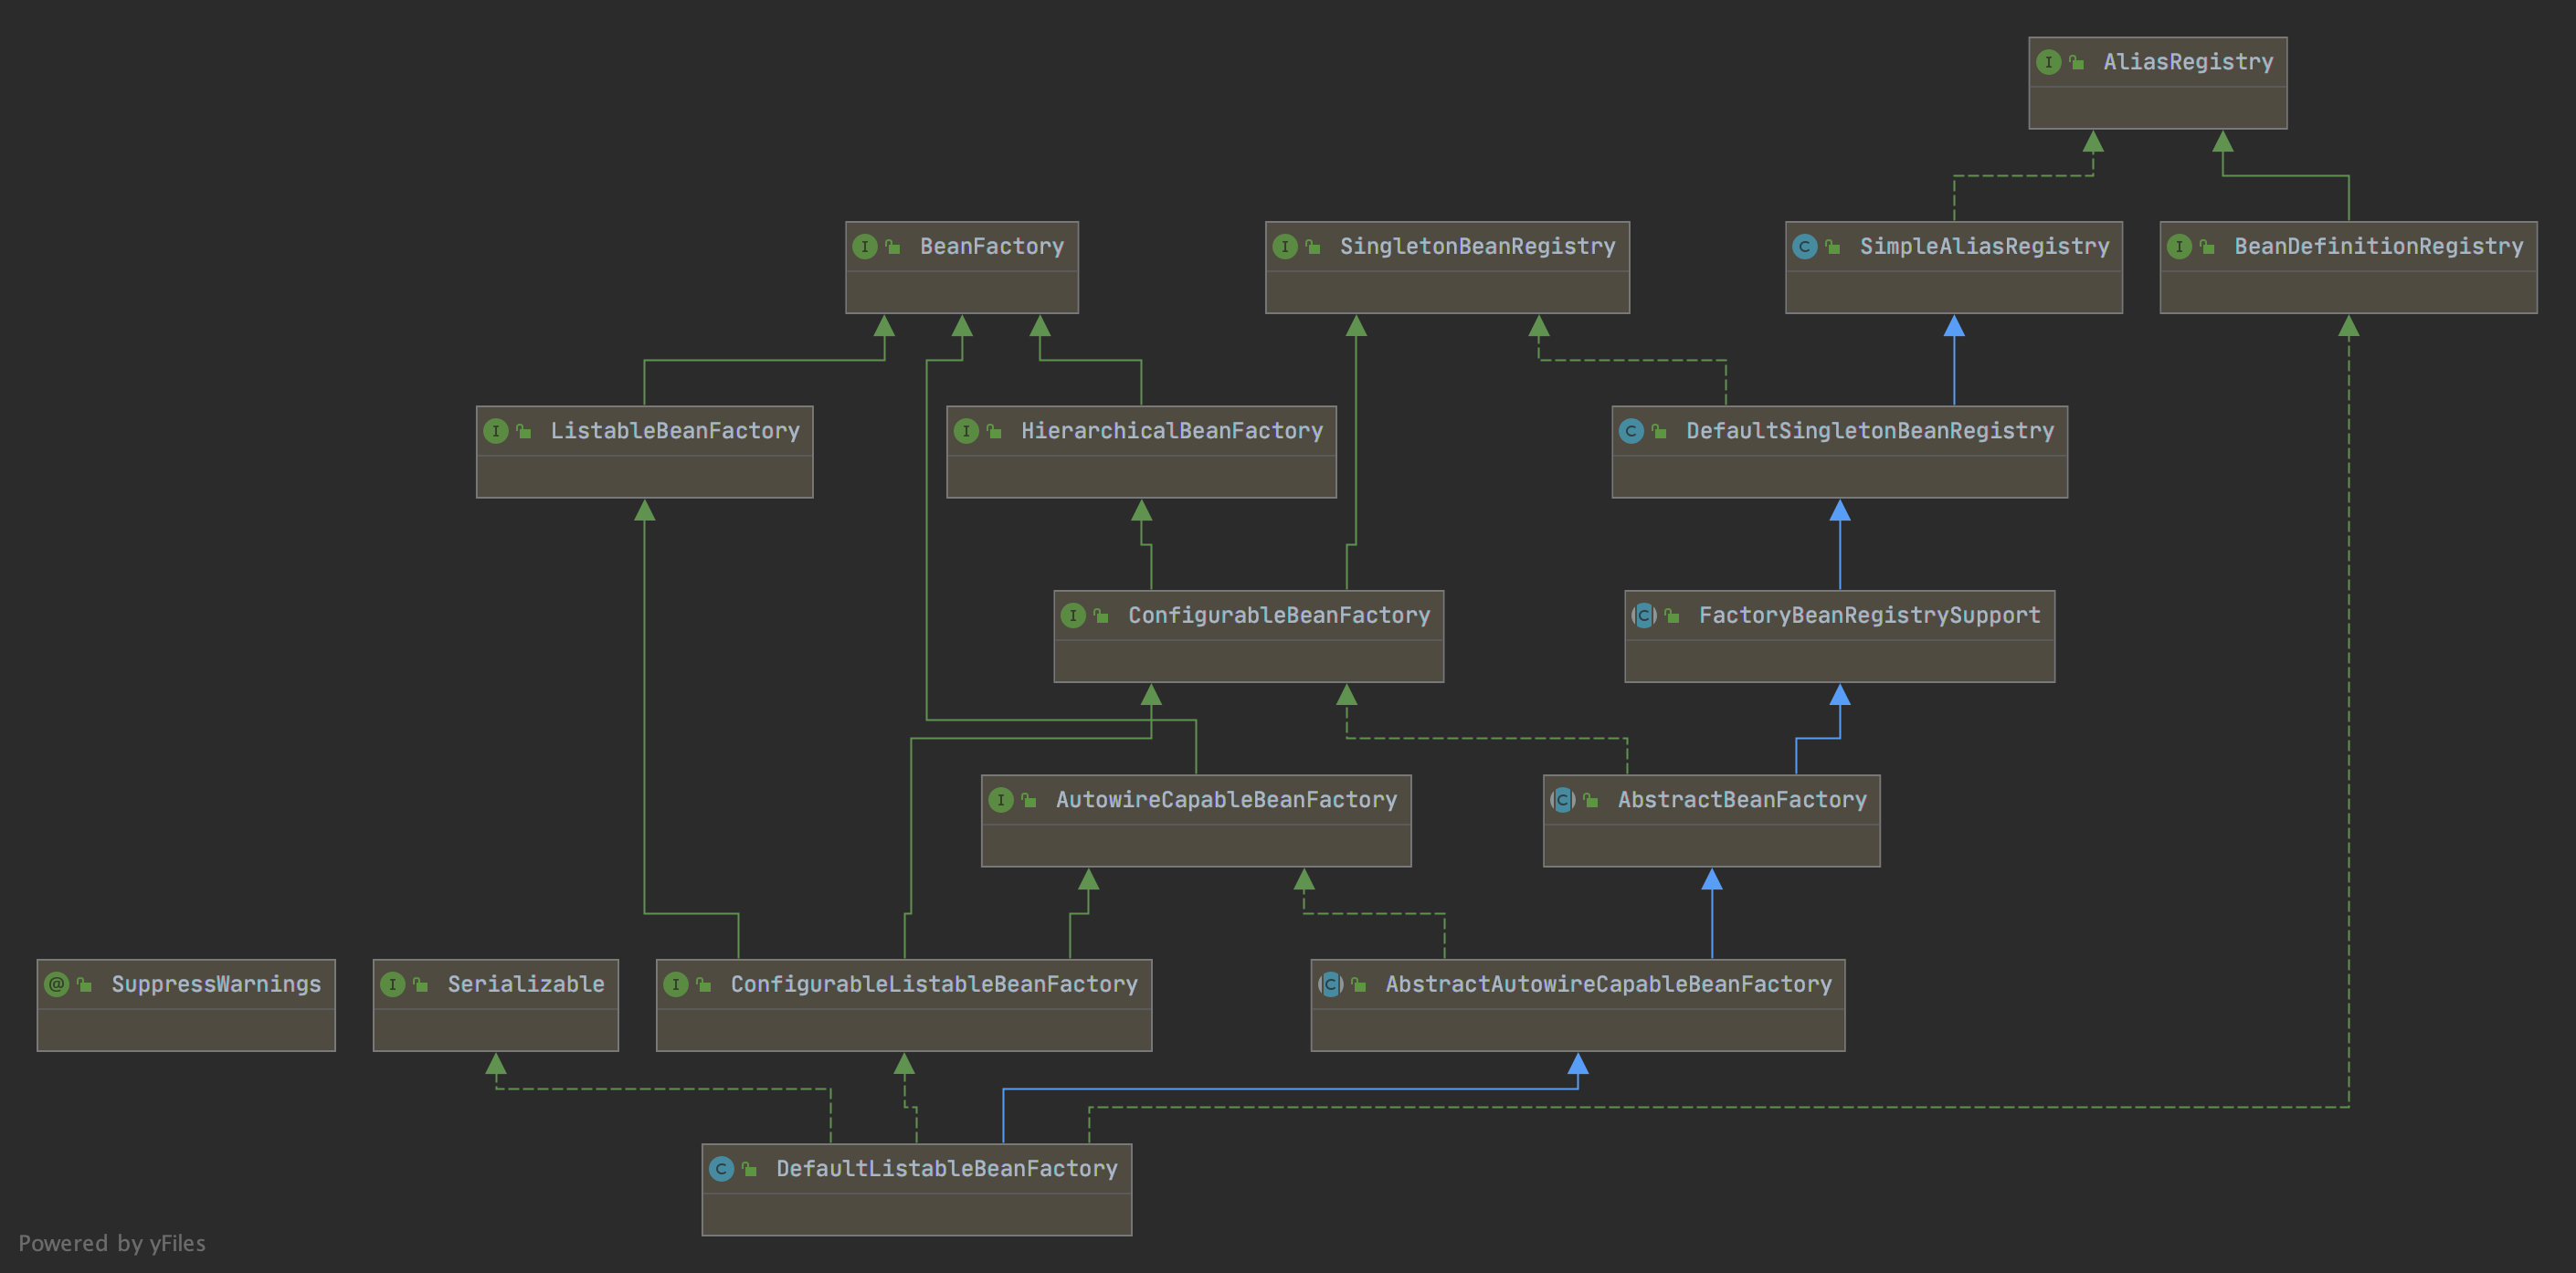 AliasRegistry
BeanFactory
SingletonBeanRegistry
SimpleAliasRegistry
BeanDefinitionRegistry
ListableBeanFactory
HierarchicalBeanFactory
DefaultSingletonBeanRegistry
ConfigurableBeanFactory
FactoryBeanRegistrySupport
AutowireCapableBeanFactory
AbstractBeanFactory
SuppressWarnings
Serializable
ConfigurableListableBeanFactory
AbstractAutowireCapableBeanFactory
DefaultListableBeanFactory
Powered by yFiles